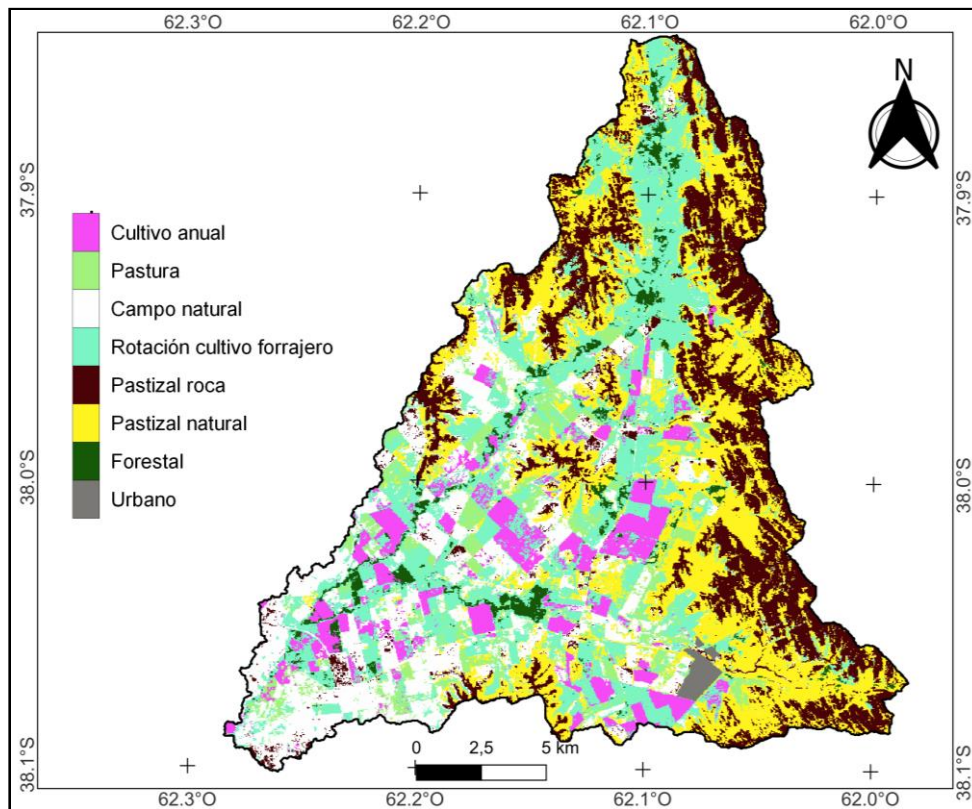 62.3°O 62.2°O 62.1°O 62.0°O
N
37.9°S 37.9°S
Cultivo anual
Pastura
Campo natural
Rotación cultivo forrajero
Pastizal roca
Pastizal natural
Forestal
Urbano
38.0°S 38.0°S
0 2,5 5 km
38.1°S 38.1°S
62.3°O 62.2°O 62.1°O 62.0°O